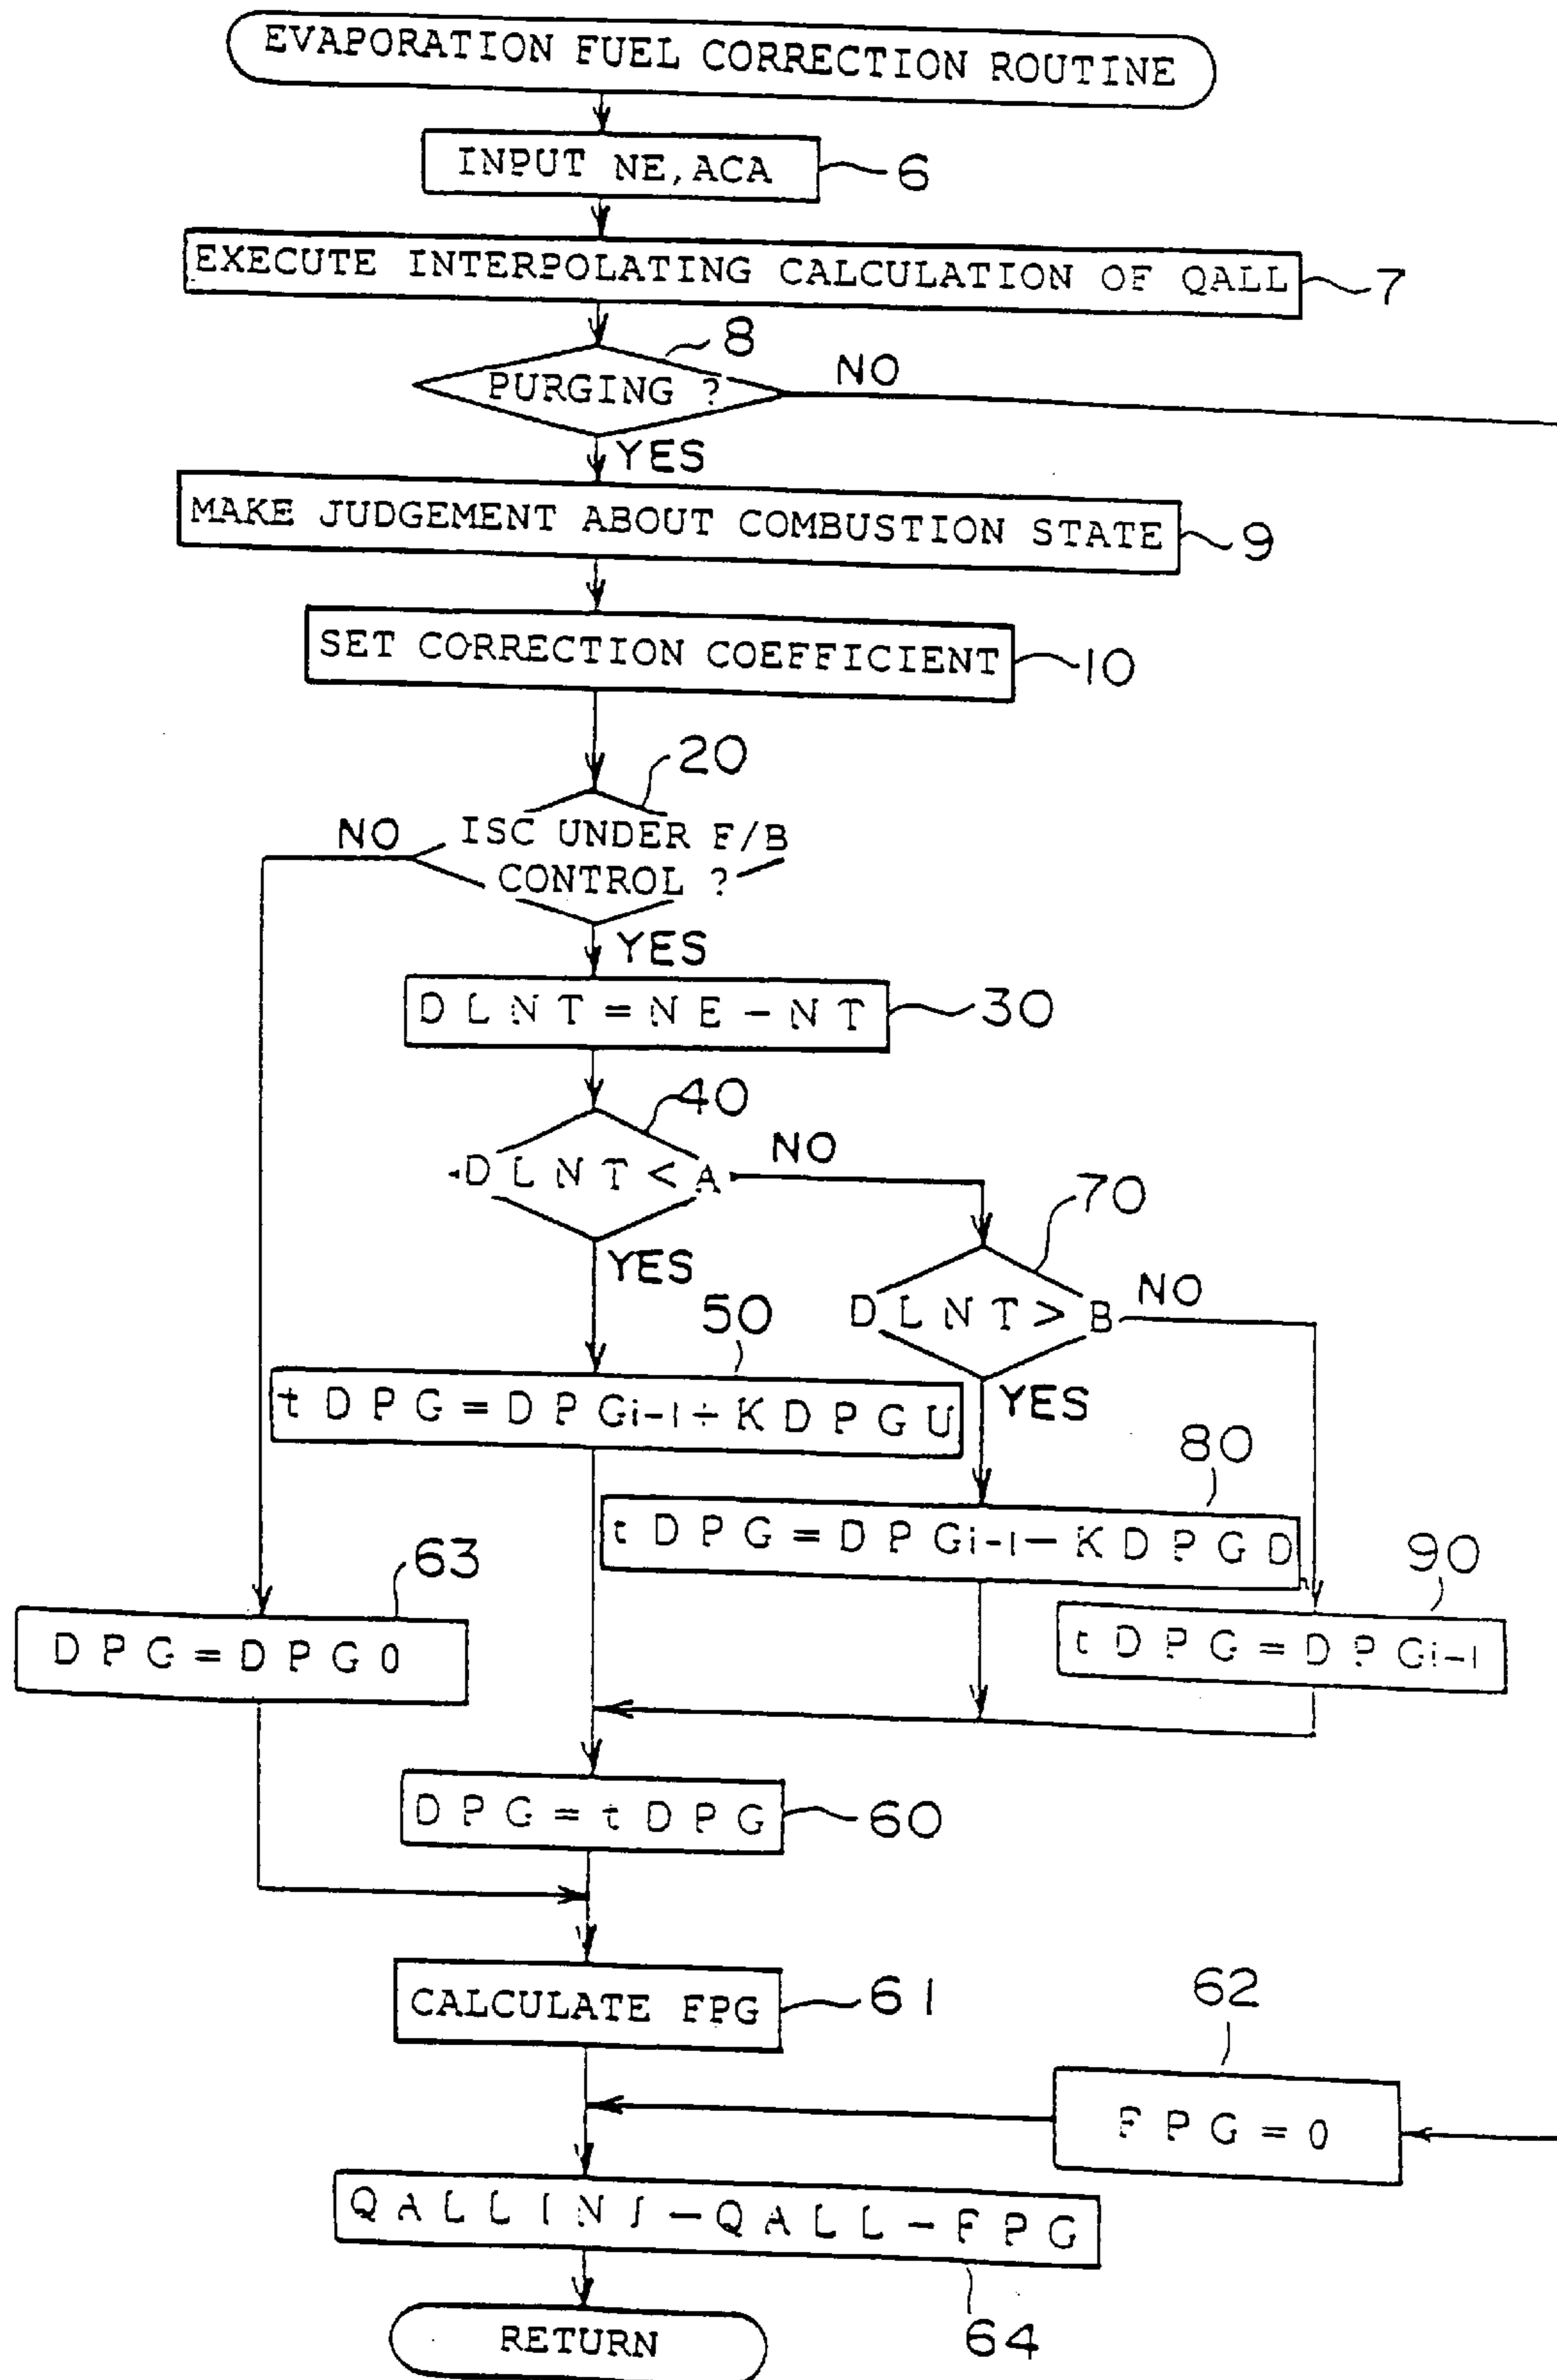 EVAPORATION FUEL CORRECTION ROUTINE
INPUT NE, ACA
6
EXECUTE INTERPOLATING CALCULATION OF QALL
7
8
PURGING ?
NO
YES
MAKE JUDGEMENT ABOUT COMBUSTION STATE
9
SET CORRECTION COEFFICIENT
10
20
NO
ISC UNDER F/B
CONTROL ?
YES
DLNT=NE-NT
30
40
DLNT<A
NO
70
YES
DLNT>B
NO
50
tDPG=DPGi-1+KDPGU
YES
80
tDPG=DPGi-1-KDPGD
63
90
DPG=DPG0
tDPG=DPGi-1
DPG=tDPG
60
CALCULATE FPG
61
62
FPG=0
QALLINJ-QALL-FPG
64
RETURN